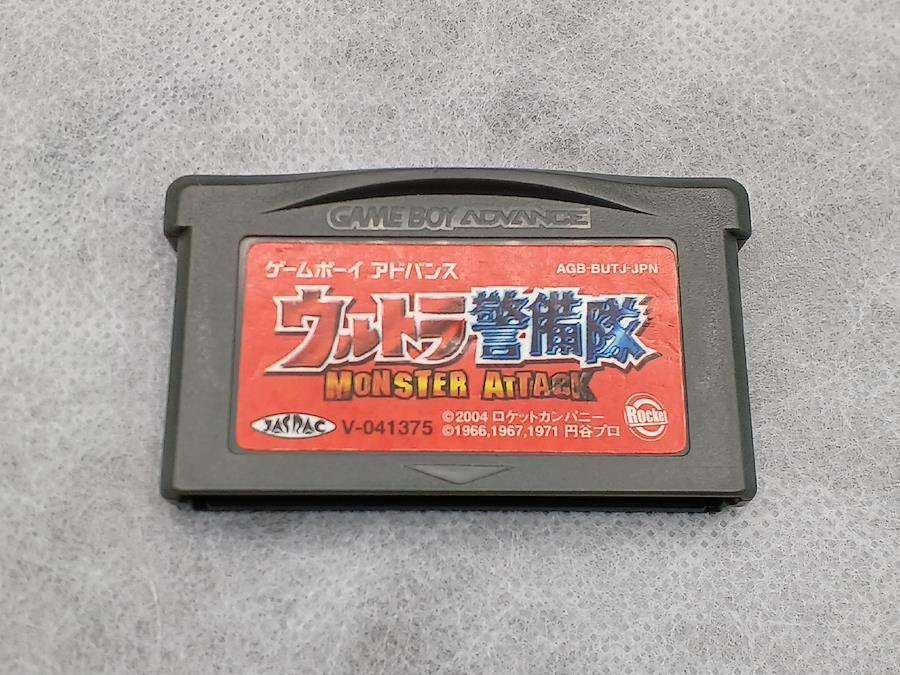 GAME BOY ADVANCE
ゲームボーイ アドバンス
AGB-BUTJ-JPN
ウルトラ警備隊
MONSTER ATTACK
JASRAC V-041375
©2004 ロケットカンパニー
©1966,1967,1971 円谷プロ
Rocket